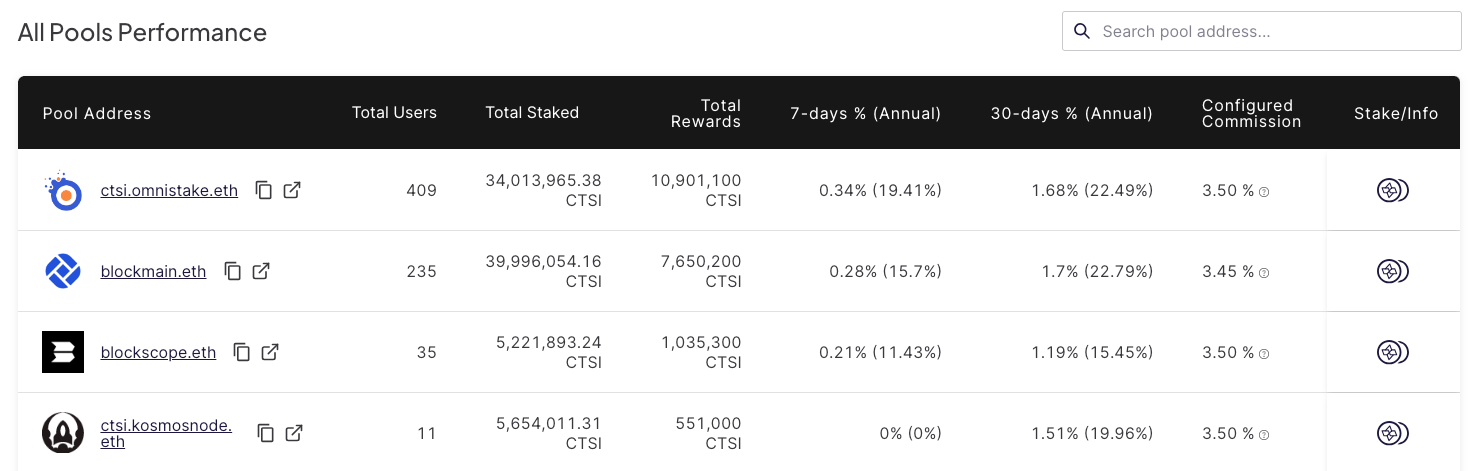 All Pools Performance
Search pool address...
Pool Address Total Users Total Staked Total Rewards 7-days % (Annual) 30-days % (Annual) Configured Commission Stake/Info
ctsi.omnistake.eth 409 34,013,965.38 CTSI 10,901,100 CTSI 0.34% (19.41%) 1.68% (22.49%) 3.50 %
blockmain.eth 235 39,996,054.16 CTSI 7,650,200 CTSI 0.28% (15.7%) 1.7% (22.79%) 3.45 %
blockscope.eth 35 5,221,893.24 CTSI 1,035,300 CTSI 0.21% (11.43%) 1.19% (15.45%) 3.50 %
ctsi.kosmosnode.eth 11 5,654,011.31 CTSI 551,000 CTSI 0% (0%) 1.51% (19.96%) 3.50 %